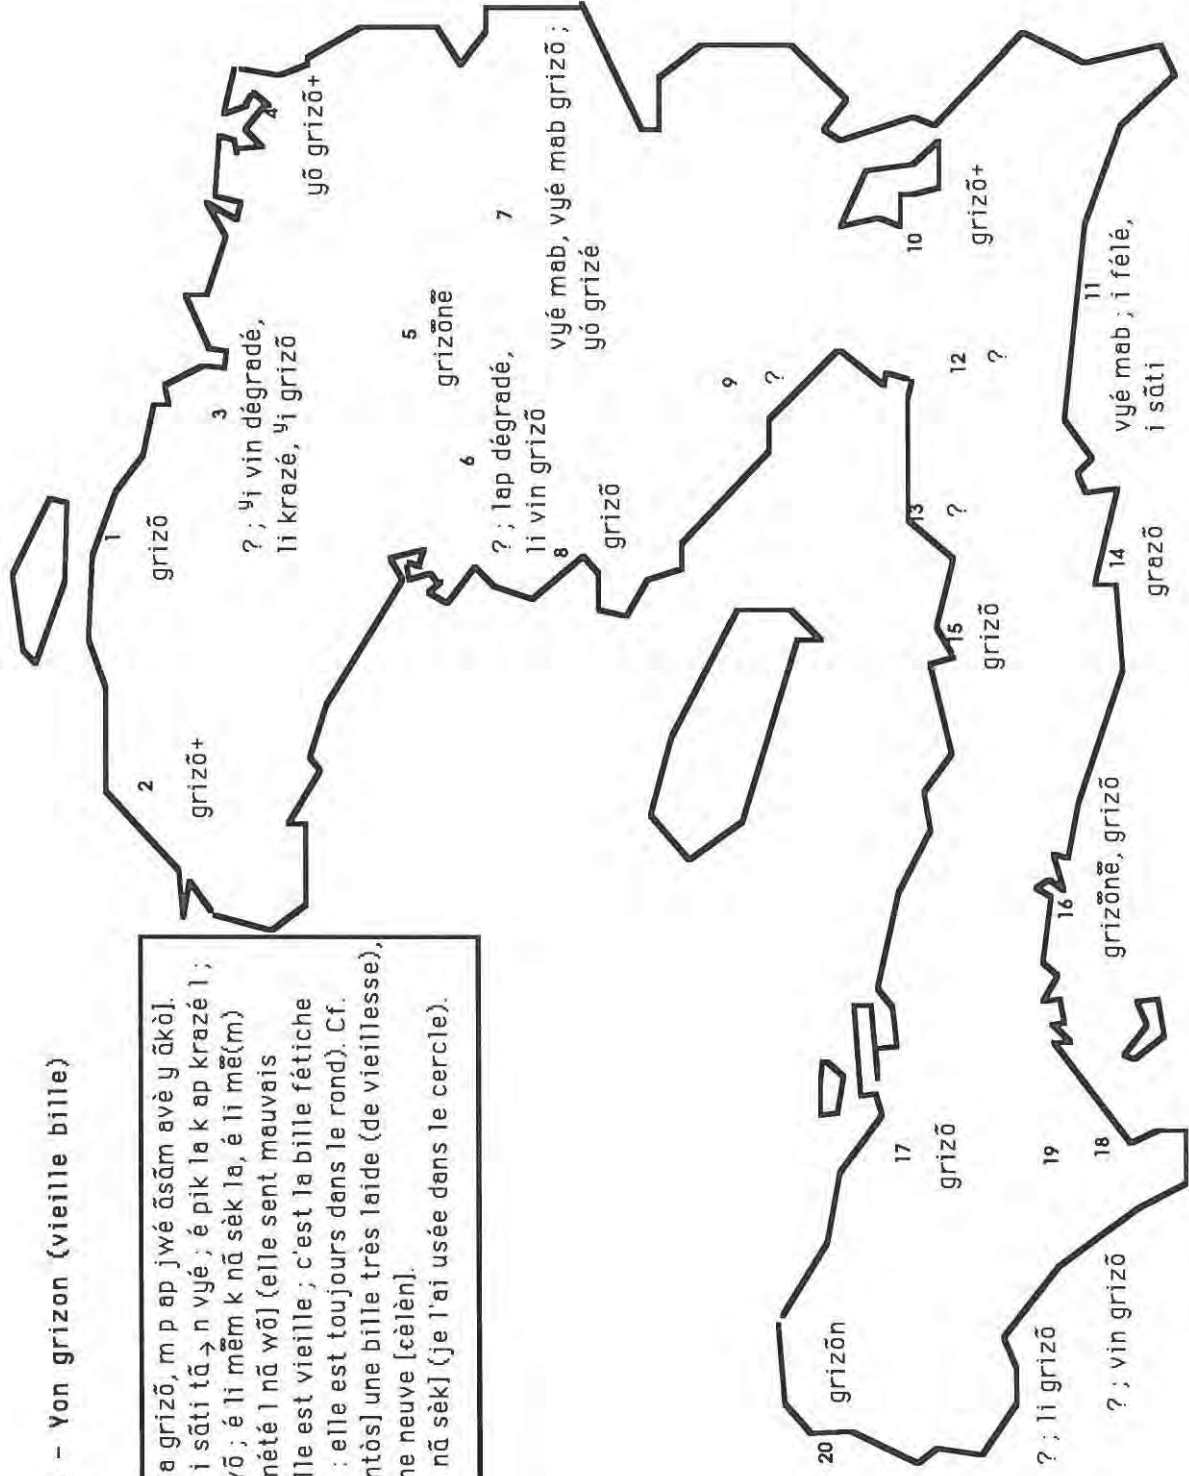 – Yon grizon (vieille bille)
a grizõ, m p ap jwé ãsãm avè y ãkò].
i sãti tã → n vyé ; é pik la k ap krazé l ;
é li mẽm k nã sèk la, é li mẽ(m)
nété l nã wõ] (elle sent mauvais
lle est vieille ; c'est la bille fétiche
: elle est toujours dans le rond). Cf.
ntòs] une bille très laide (de vieillesse),
ne neuve [cèlèn].
nã sèk] (je l'ai usée dans le cercle).
1
grizõ
2
grizõ+
3
? ; yi vin dégradé,
li krazé, yi grizõ
4
yõ grizõ+
5
grizõnẽ
6
? ; lap dégradé,
li vin grizõ
7
vyé mab, vyé mab grizõ ;
yó grizé
8
grizõ
9
?
10
grizõ+
11
vyé mab ; i félé,
i sãti
12
?
13
?
14
grazõ
15
grizõ
16
grizõnẽ, grizõ
17
grizõ
18
? ; vin grizõ
19
? ; li grizõ
20
grizõn